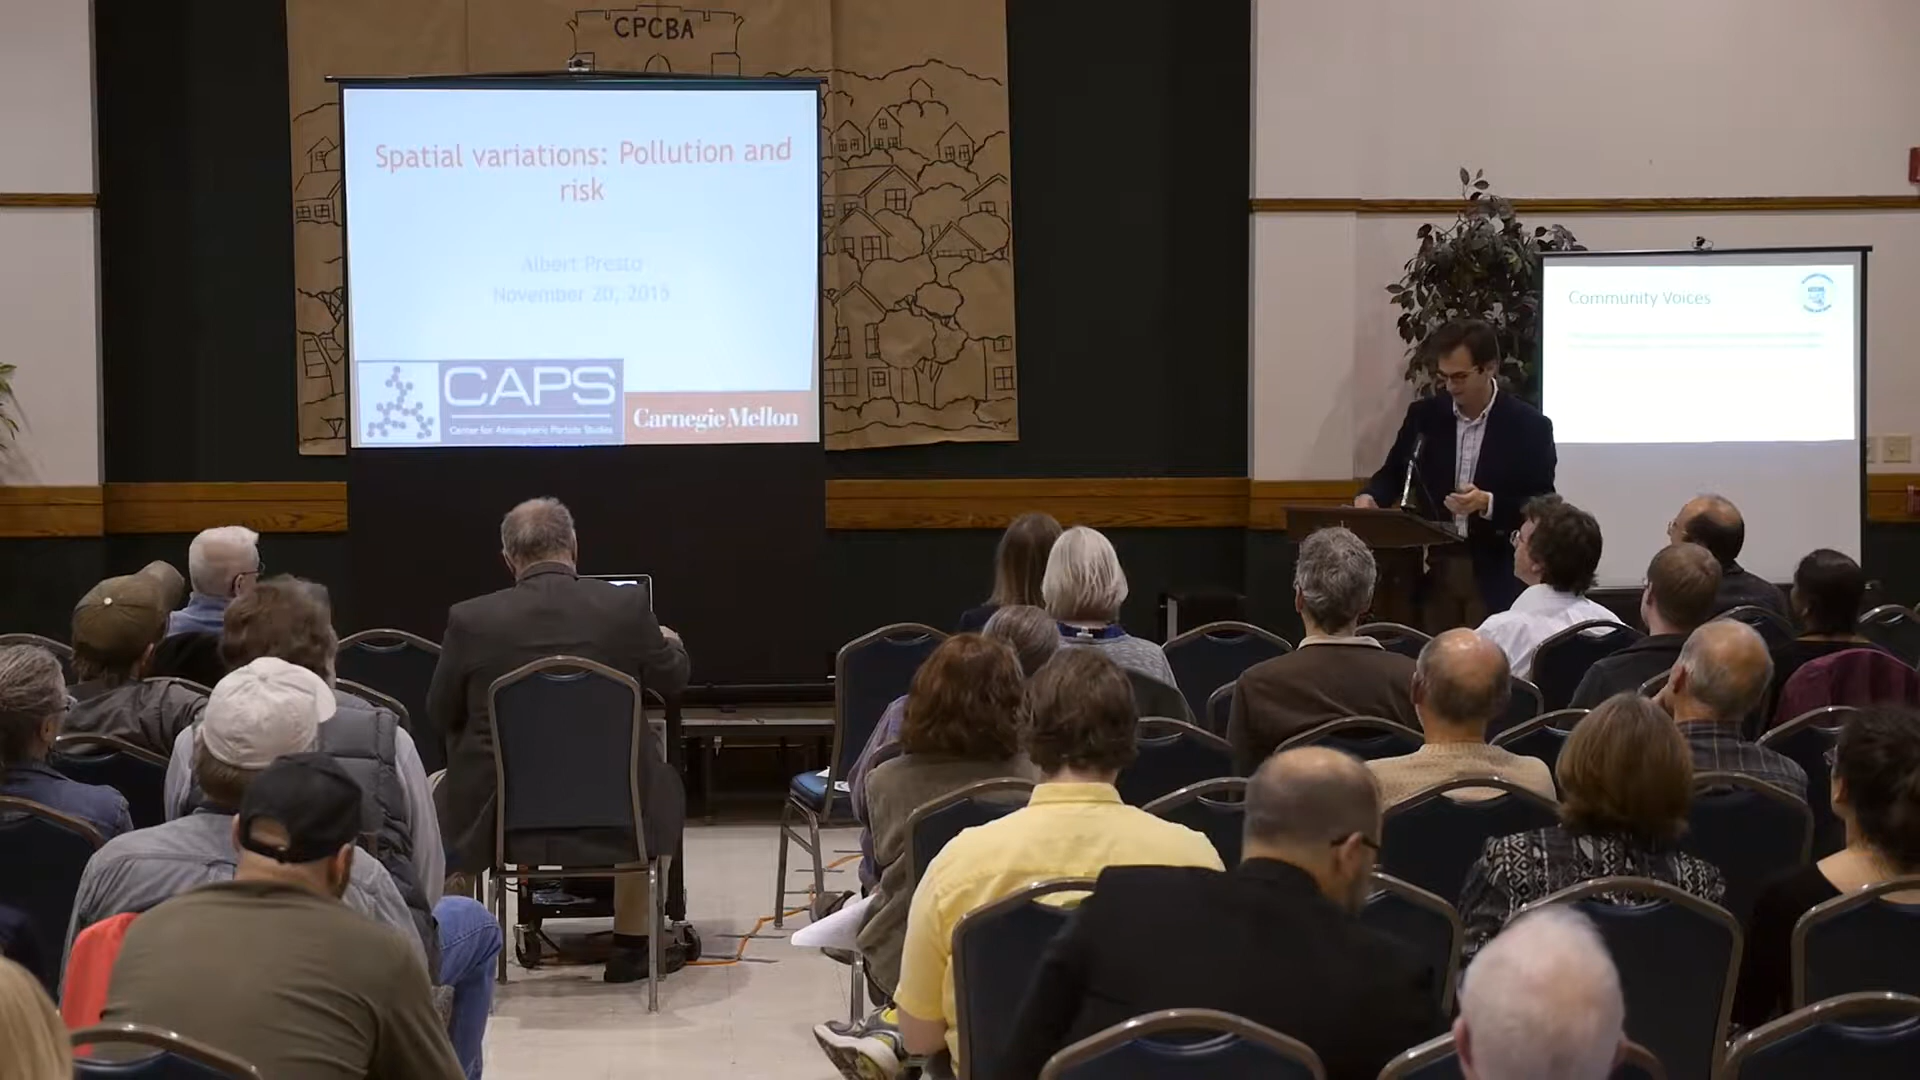 CPCBA
Spatial variations: Pollution and
risk
Albert Presto
November 20, 2015
CAPS
Center for Atmospheric Particle Studies
Carnegie Mellon
Community Voices